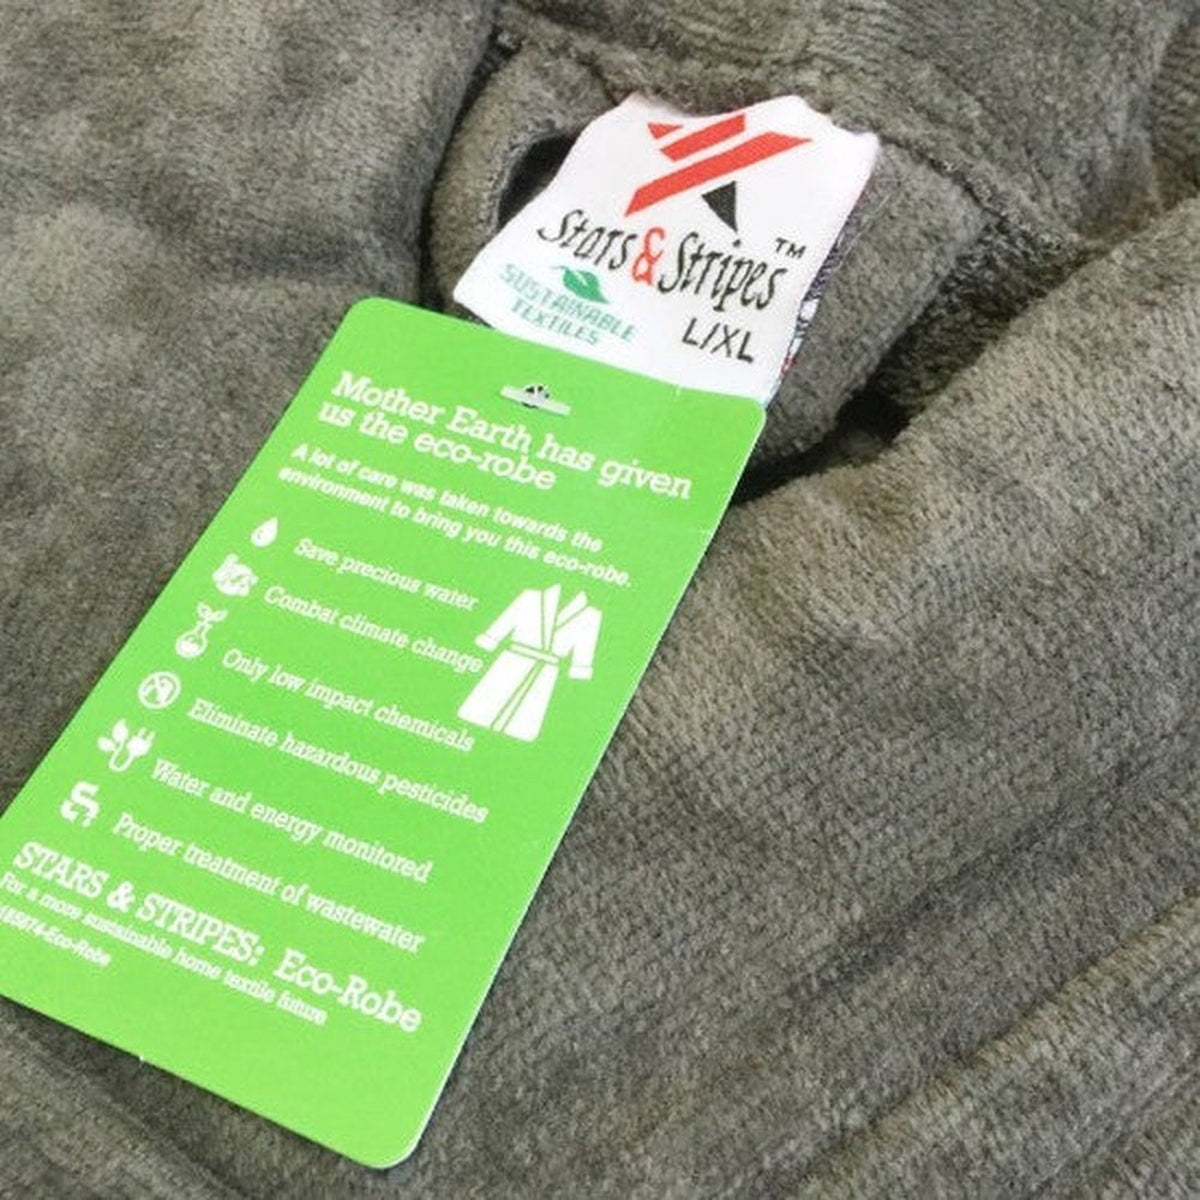 Stars & Stripes™
SUSTAINABLE
TEXTILES
L/XL
Mother Earth has given
us the eco-robe
A lot of care was taken towards the
environment to bring you this eco-robe.
Save precious water
Combat climate change
Only low impact chemicals
Eliminate hazardous pesticides
Water and energy monitored
Proper treatment of wastewater
STARS & STRIPES: Eco-Robe
For a more sustainable home textile future
Eco-Robe